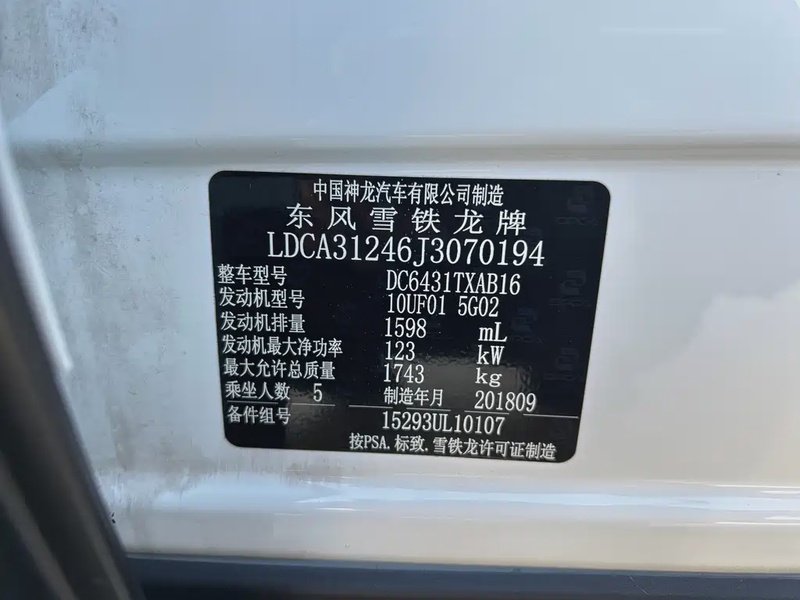 中国神龙汽车有限公司制造
东风雪铁龙牌
LDCA31246J3070194
整车型号 DC6431TXAB16
发动机型号 10UF01 5G02
发动机排量 1598 mL
发动机最大净功率 123 kW
最大允许总质量 1743 kg
乘坐人数 5 制造年月 201809
备件组号 15293UL10107
按PSA.标致.雪铁龙许可证制造